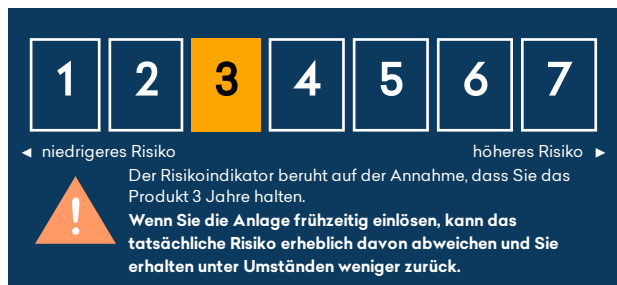 1 2 3 4 5 6 7
◄ niedrigeres Risiko höheres Risiko ►
Der Risikoindikator beruht auf der Annahme, dass Sie das
Produkt 3 Jahre halten.
Wenn Sie die Anlage frühzeitig einlösen, kann das
tatsächliche Risiko erheblich davon abweichen und Sie
erhalten unter Umständen weniger zurück.